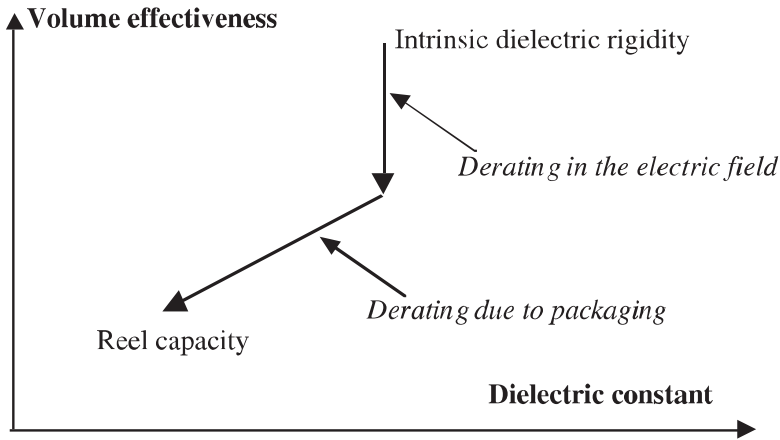 Volume effectiveness
Intrinsic dielectric rigidity
Derating in the electric field
Derating due to packaging
Reel capacity
Dielectric constant